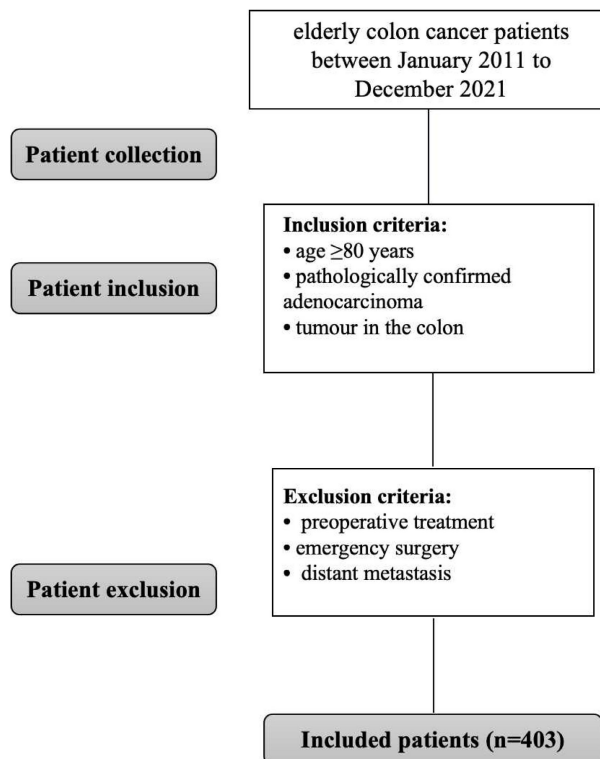 elderly colon cancer patients
between January 2011 to
December 2021
Patient collection
Inclusion criteria:
• age ≥80 years
• pathologically confirmed
adenocarcinoma
• tumour in the colon
Patient inclusion
Exclusion criteria:
• preoperative treatment
• emergency surgery
• distant metastasis
Patient exclusion
Included patients (n=403)